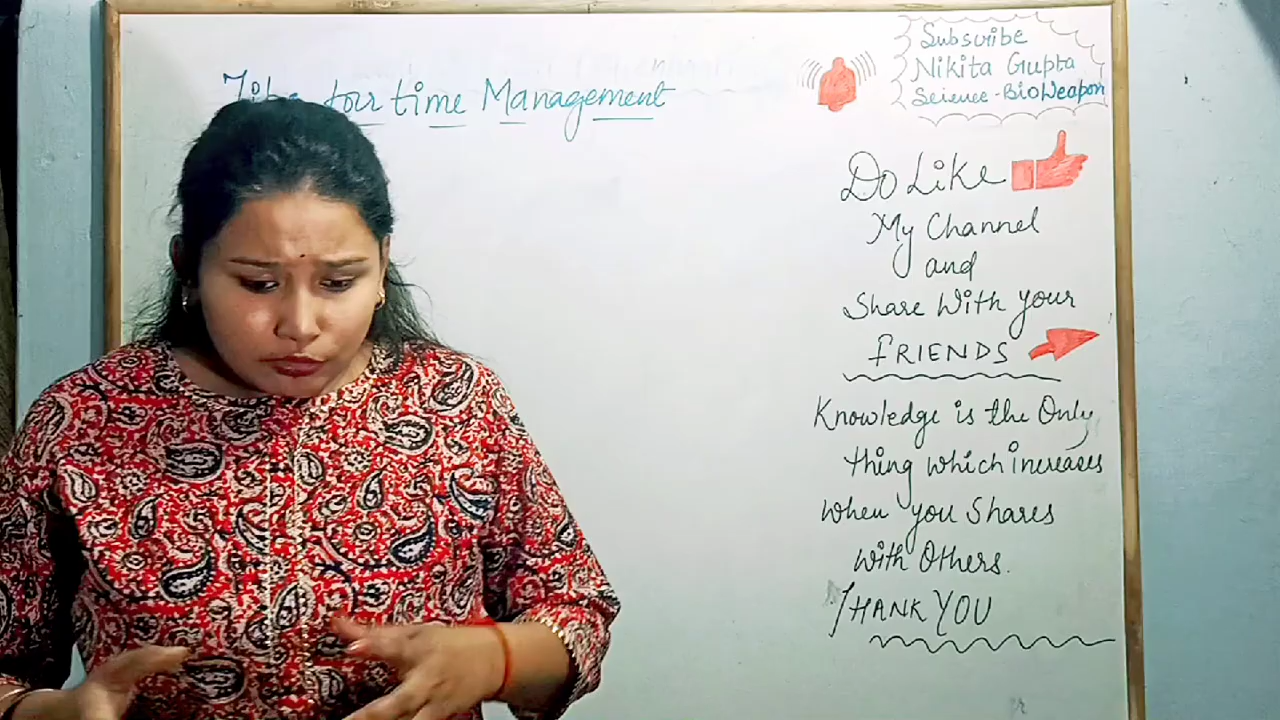 Tips for time Management
Subscribe
Nikita Gupta
Science-BioWeapon
Do Like
My Channel
and
Share With your
fRIENDS
Knowledge is the Only
thing which increases
when you Shares
with Others.
THANK YOU